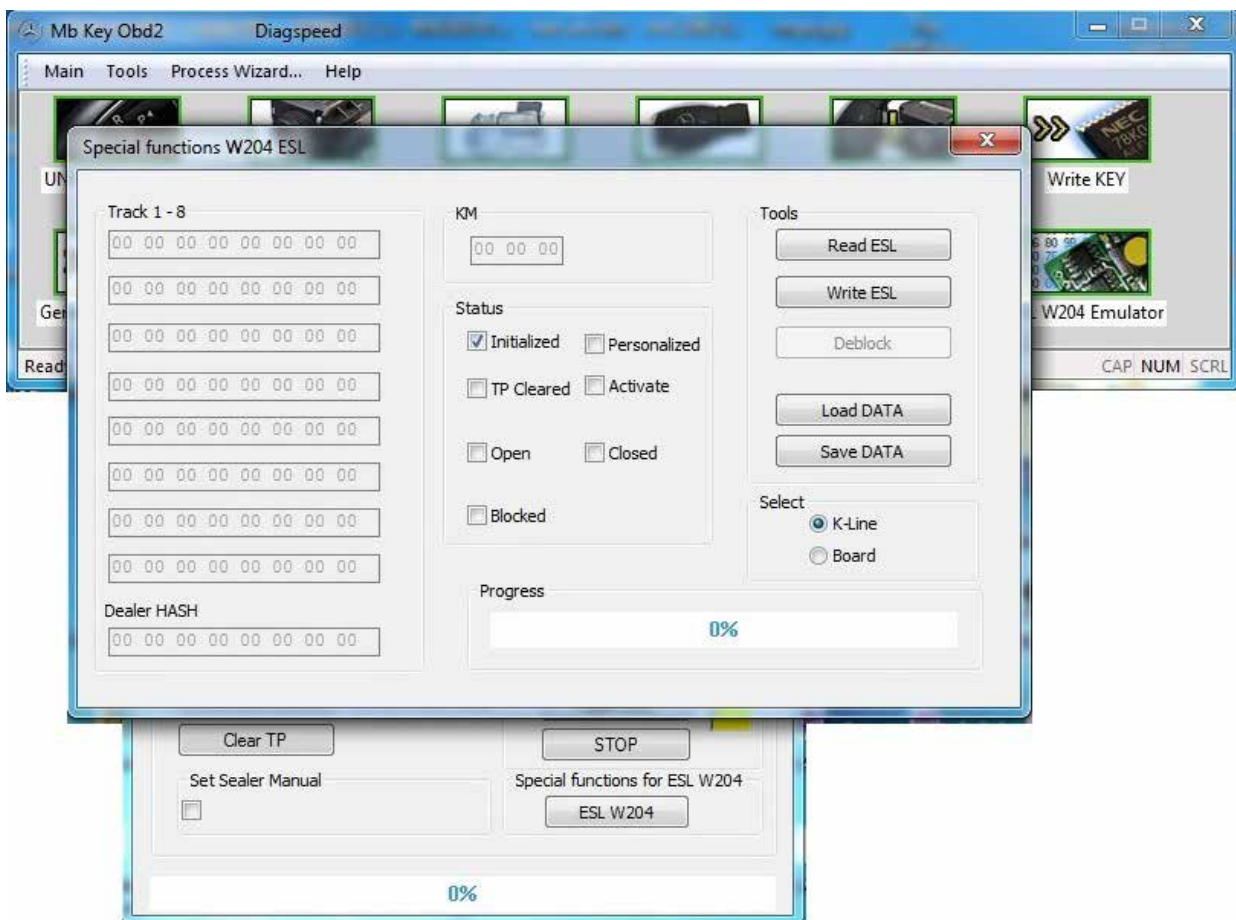 Mb Key Obd2 Diagspeed
Main Tools Process Wizard... Help
Special functions W204 ESL
UN
Write KEY
Ger
W204 Emulator
Read
CAP NUM SCRL
Track 1 - 8
00 00 00 00 00 00 00 00
00 00 00 00 00 00 00 00
00 00 00 00 00 00 00 00
00 00 00 00 00 00 00 00
00 00 00 00 00 00 00 00
00 00 00 00 00 00 00 00
00 00 00 00 00 00 00 00
00 00 00 00 00 00 00 00
Dealer HASH
00 00 00 00 00 00 00 00
KM
00 00 00
Status
Initialized Personalized
TP Cleared Activate
Open Closed
Blocked
Tools
Read ESL
Write ESL
Deblock
Load DATA
Save DATA
Select
K-Line
Board
Progress
0%
Clear TP
STOP
Set Sealer Manual
Special functions for ESL W204
ESL W204
0%